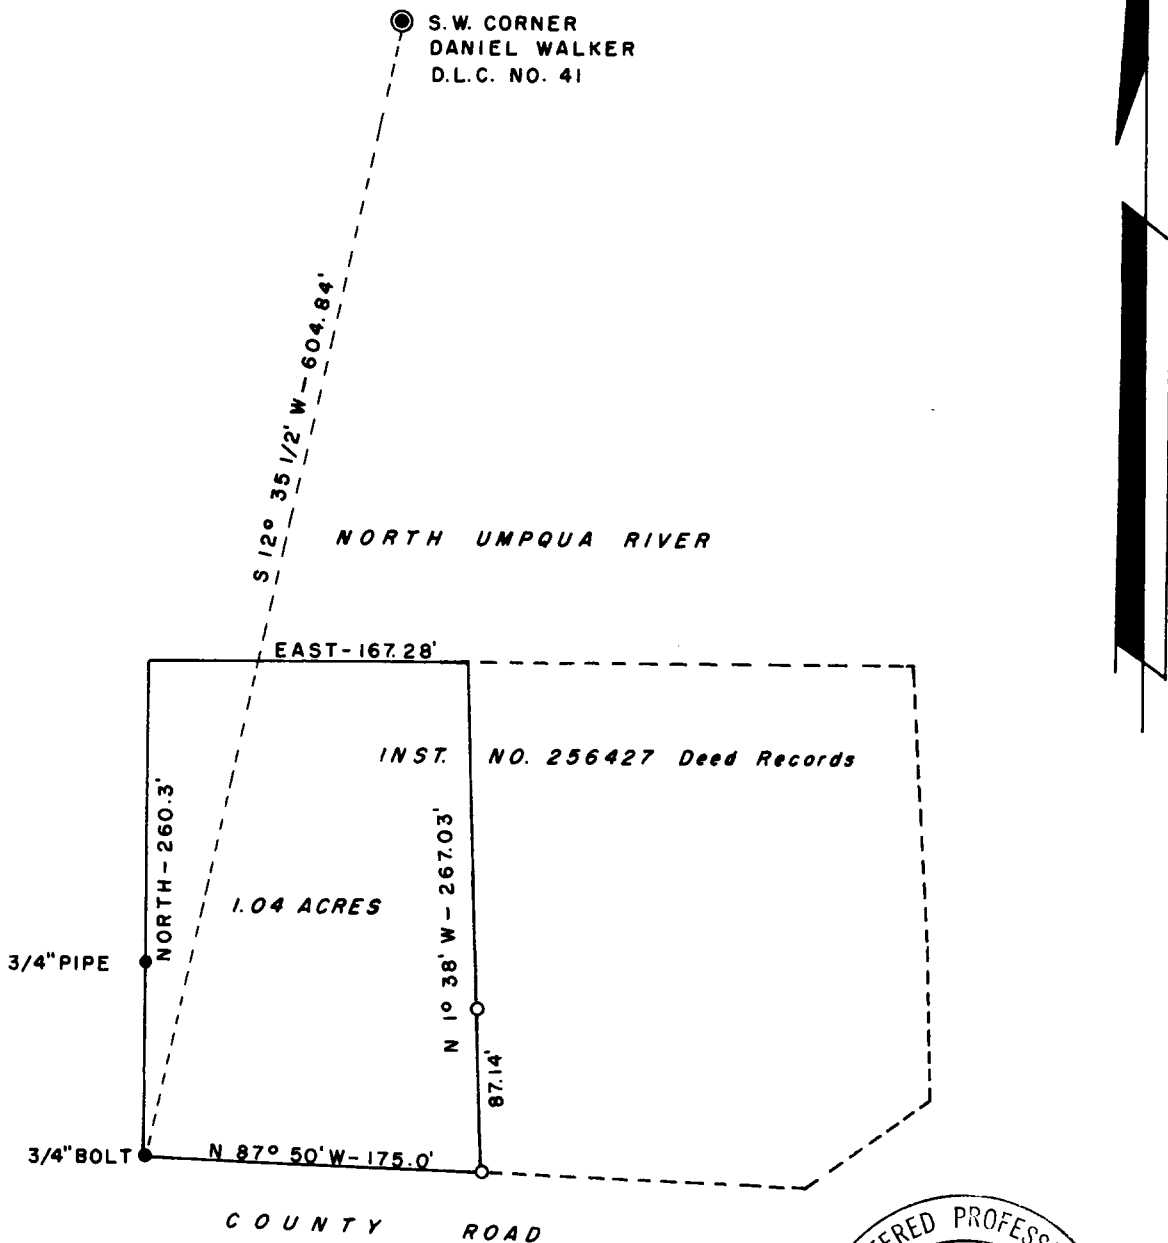 S.W. CORNER
DANIEL WALKER
D.L.C. NO. 41
S 12° 35 1/2' W - 604.84'
NORTH UMPQUA RIVER
EAST - 167.28'
INST. NO. 256427 Deed Records
NORTH - 260.3'
N 1° 38' W - 267.03'
1.04 ACRES
3/4" PIPE
87.14'
3/4" BOLT
N 87° 50' W - 175.0'
COUNTY ROAD